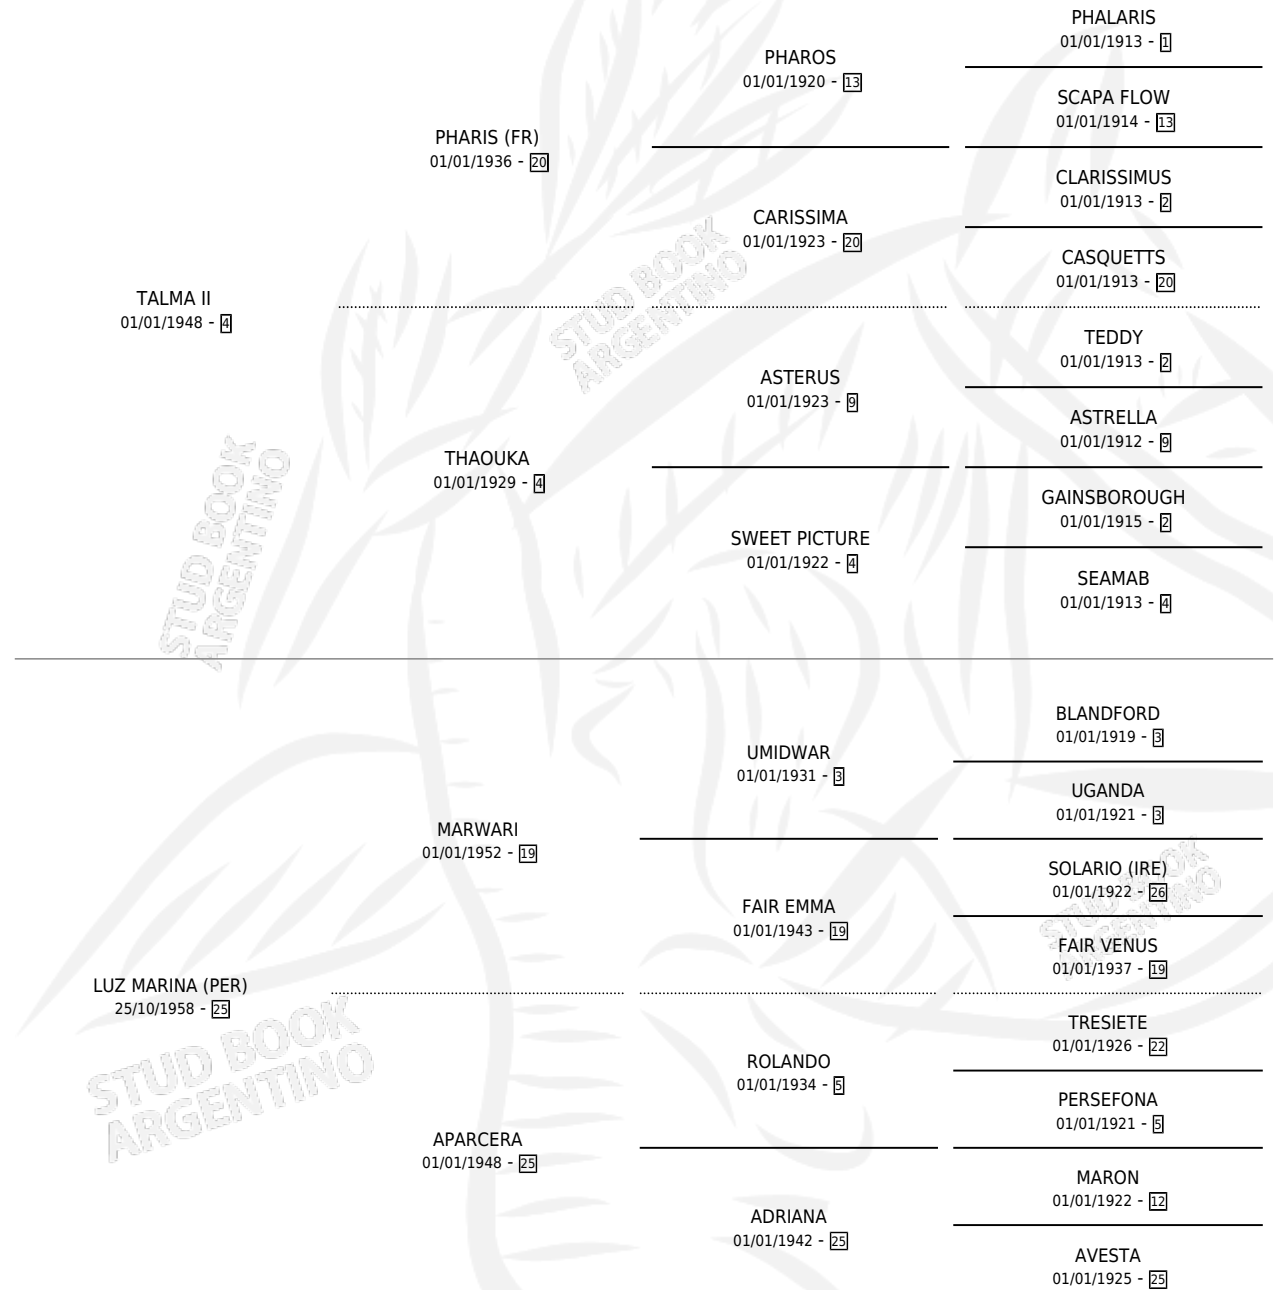 PHALARIS
01/01/1913 - 1
PHAROS
01/01/1920 - 13
SCAPA FLOW
01/01/1914 - 13
PHARIS (FR)
01/01/1936 - 20
CLARISSIMUS
01/01/1913 - 2
CARISSIMA
01/01/1923 - 20
CASQUETTS
01/01/1913 - 20
TALMA II
01/01/1948 - 4
TEDDY
01/01/1913 - 2
ASTERUS
01/01/1923 - 9
ASTRELLA
01/01/1912 - 9
THAOUKA
01/01/1929 - 4
GAINSBOROUGH
01/01/1915 - 2
SWEET PICTURE
01/01/1922 - 4
SEAMAB
01/01/1913 - 4
BLANDFORD
01/01/1919 - 3
UMIDWAR
01/01/1931 - 3
UGANDA
01/01/1921 - 3
MARWARI
01/01/1952 - 19
SOLARIO (IRE)
01/01/1922 - 26
FAIR EMMA
01/01/1943 - 19
FAIR VENUS
01/01/1937 - 19
LUZ MARINA (PER)
25/10/1958 - 25
TRESIETE
01/01/1926 - 22
ROLANDO
01/01/1934 - 5
PERSEFONA
01/01/1921 - 5
APARCERA
01/01/1948 - 25
MARON
01/01/1922 - 12
ADRIANA
01/01/1942 - 25
AVESTA
01/01/1925 - 25
STUD BOOK
ARGENTINO
STUD BOOK
ARGENTINO
STUD BOOK
ARGENTINO
STUD BOOK
ARGENTINO